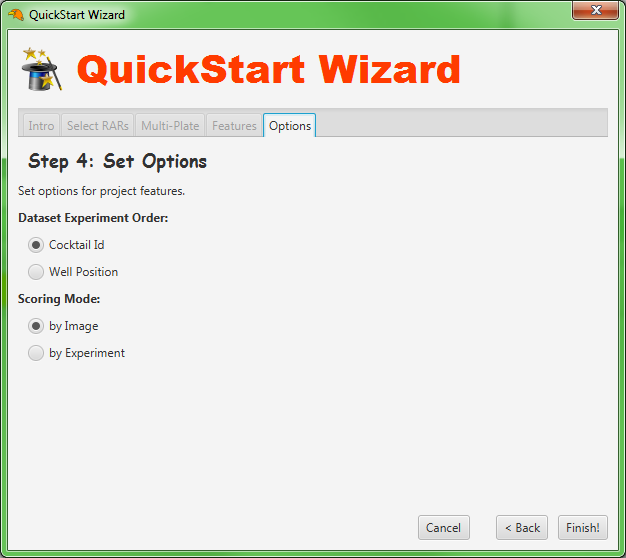 QuickStart Wizard
QuickStart Wizard
Intro Select RARs Multi-Plate Features Options
Step 4: Set Options
Set options for project features.
Dataset Experiment Order:
Cocktail Id
Well Position
Scoring Mode:
by Image
by Experiment
Cancel < Back Finish!